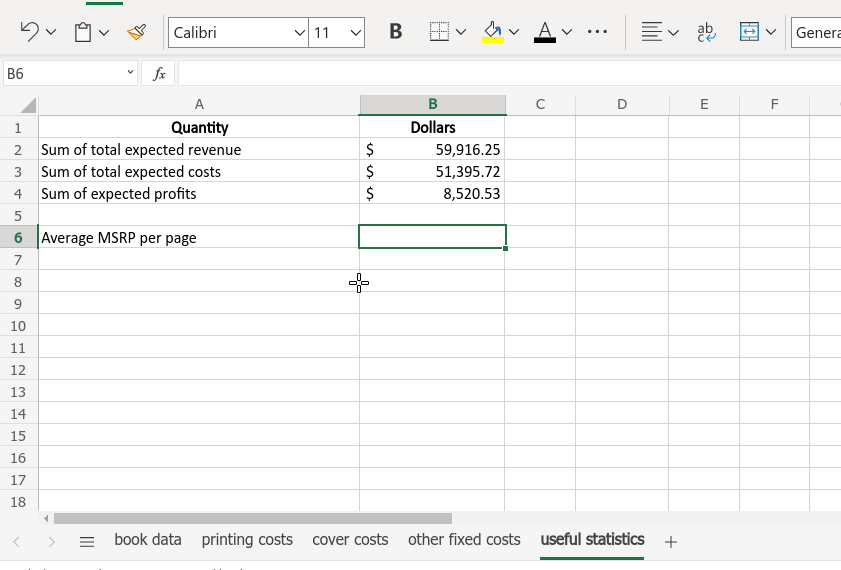 Calibri 11 B A ab c Genera
B6 fx
A B C D E F
1 Quantity Dollars
2 Sum of total expected revenue $ 59,916.25
3 Sum of total expected costs $ 51,395.72
4 Sum of expected profits $ 8,520.53
5
6 Average MSRP per page
7
8
9
10
11
12
13
14
15
16
17
18
book data printing costs cover costs other fixed costs useful statistics